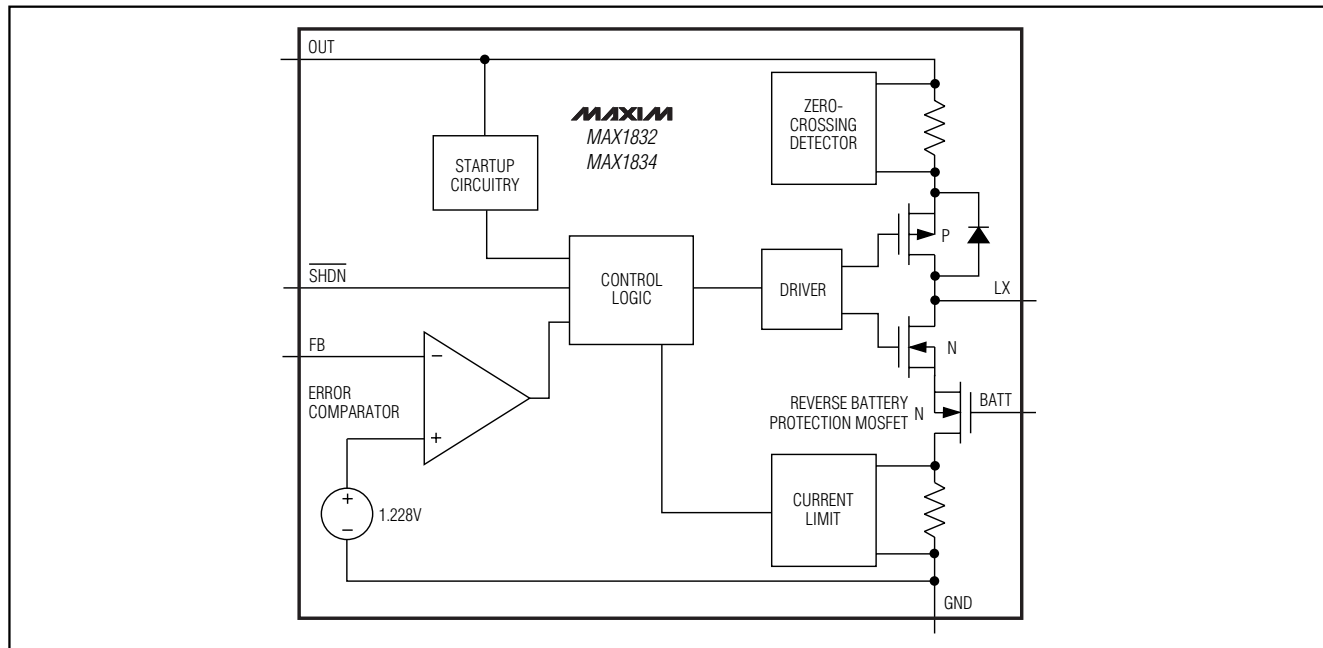 OUT
MAXIM
MAX1832
MAX1834
ZERO-
CROSSING
DETECTOR
STARTUP
CIRCUITRY
P
SHDN
CONTROL
LOGIC
DRIVER
LX
FB
−
N
ERROR
COMPARATOR
+
REVERSE BATTERY
PROTECTION MOSFET
N
BATT
+
−
1.228V
CURRENT
LIMIT
GND